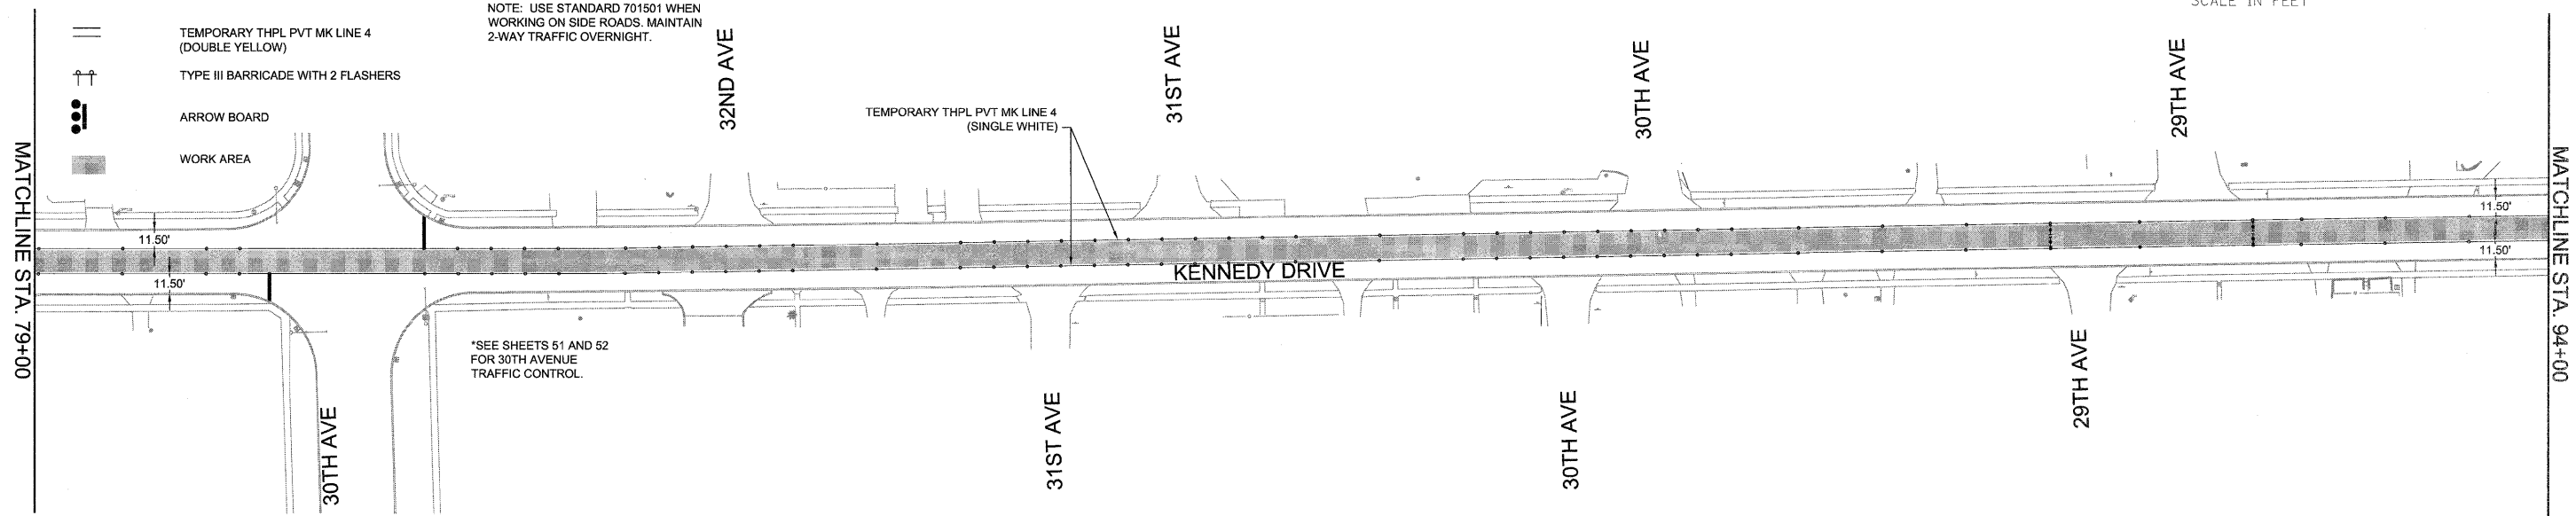 SCALE IN FEET
NOTE: USE STANDARD 701501 WHEN
WORKING ON SIDE ROADS. MAINTAIN
2-WAY TRAFFIC OVERNIGHT.
TEMPORARY THPL PVT MK LINE 4
(DOUBLE YELLOW)
TYPE III BARRICADE WITH 2 FLASHERS
ARROW BOARD
WORK AREA
32ND AVE
31ST AVE
30TH AVE
29TH AVE
TEMPORARY THPL PVT MK LINE 4
(SINGLE WHITE)
MATCHLINE STA. 79+00
MATCHLINE STA. 94+00
11.50'
11.50'
11.50'
11.50'
KENNEDY DRIVE
*SEE SHEETS 51 AND 52
FOR 30TH AVENUE
TRAFFIC CONTROL.
30TH AVE
31ST AVE
30TH AVE
29TH AVE